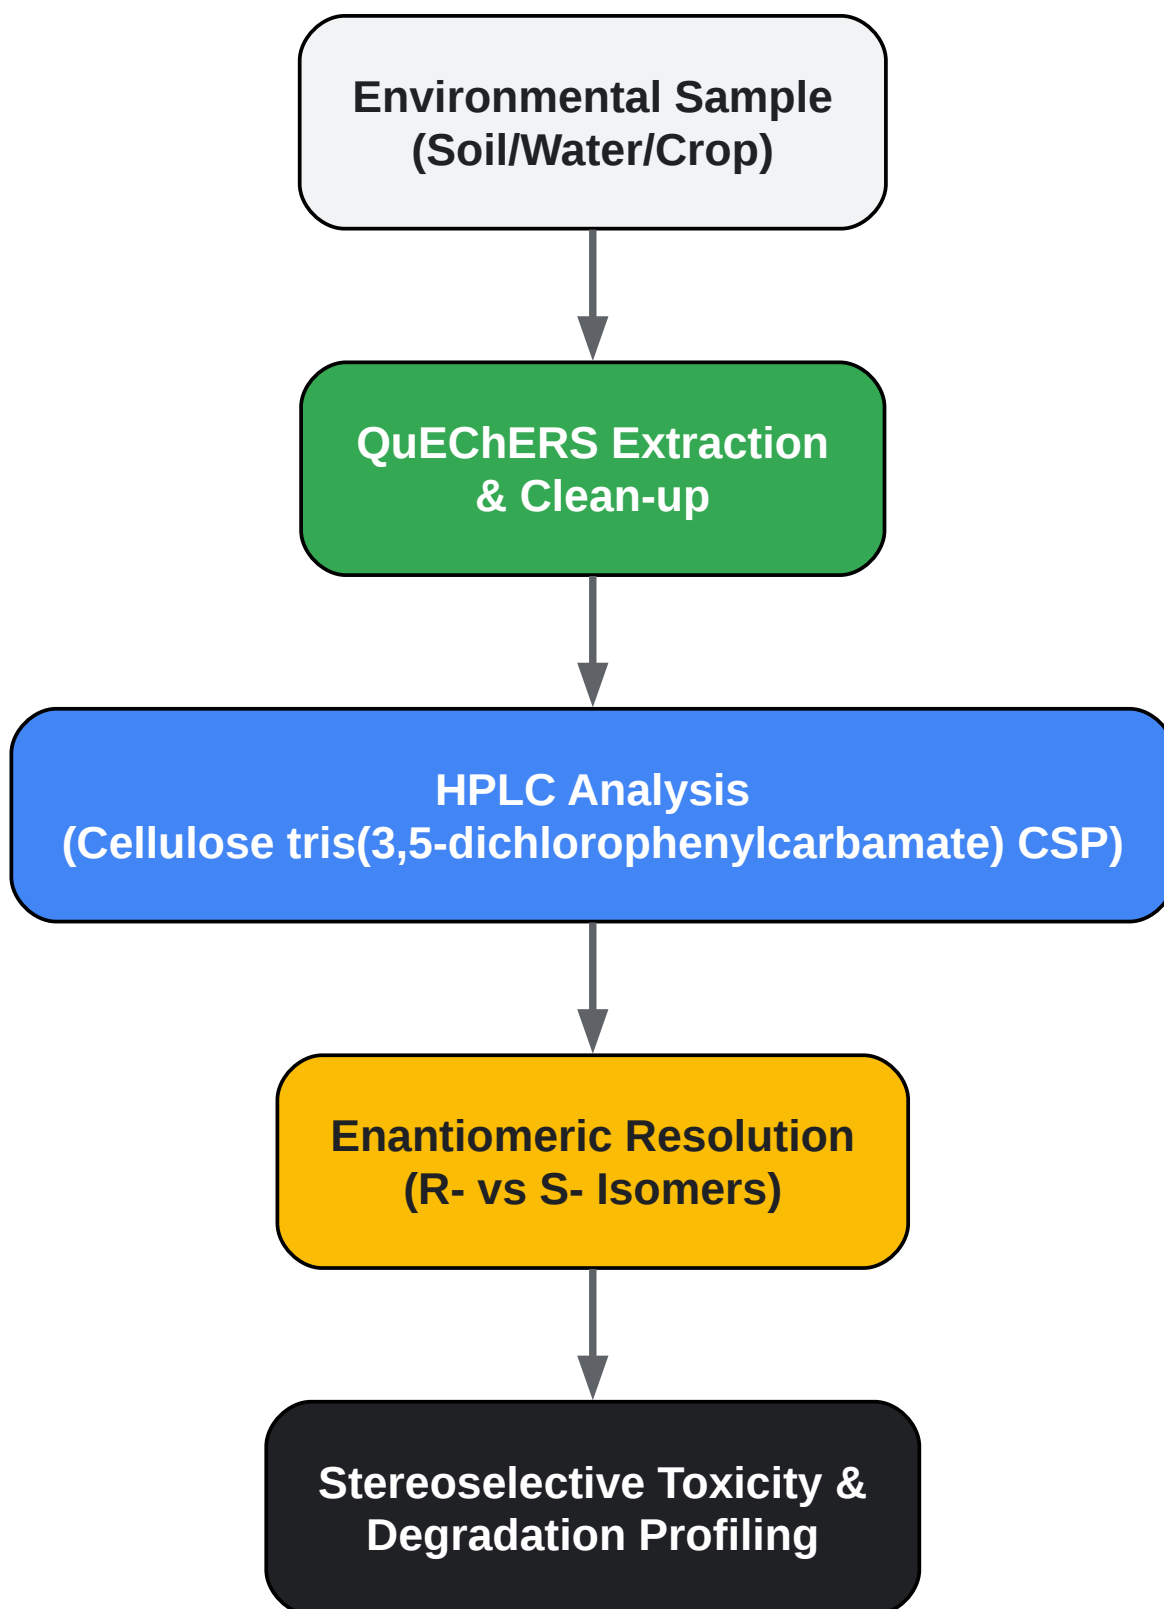 Environmental Sample
(Soil/Water/Crop)
QuEChERS Extraction
& Clean-up
HPLC Analysis
(Cellulose tris(3,5-dichlorophenylcarbamate) CSP)
Enantiomeric Resolution
(R- vs S- Isomers)
Stereoselective Toxicity &
Degradation Profiling